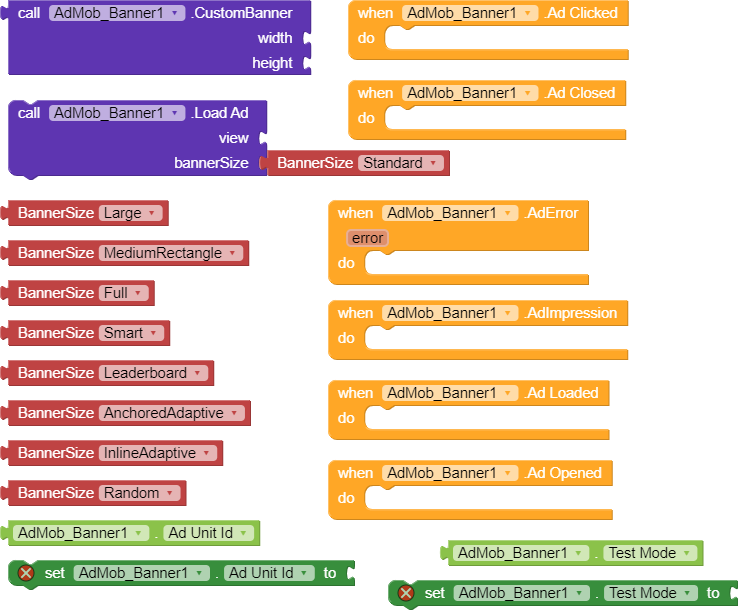 call AdMob_Banner1 .CustomBanner
width
height
call AdMob_Banner1 .Load Ad
view
bannerSize BannerSize Standard
BannerSize Large
BannerSize MediumRectangle
BannerSize Full
BannerSize Smart
BannerSize Leaderboard
BannerSize AnchoredAdaptive
BannerSize InlineAdaptive
BannerSize Random
AdMob_Banner1 . Ad Unit Id
set AdMob_Banner1 . Ad Unit Id to
when AdMob_Banner1 .Ad Clicked
do
when AdMob_Banner1 .Ad Closed
do
when AdMob_Banner1 .AdError
error
do
when AdMob_Banner1 .AdImpression
do
when AdMob_Banner1 .Ad Loaded
do
when AdMob_Banner1 .Ad Opened
do
AdMob_Banner1 . Test Mode
set AdMob_Banner1 . Test Mode to